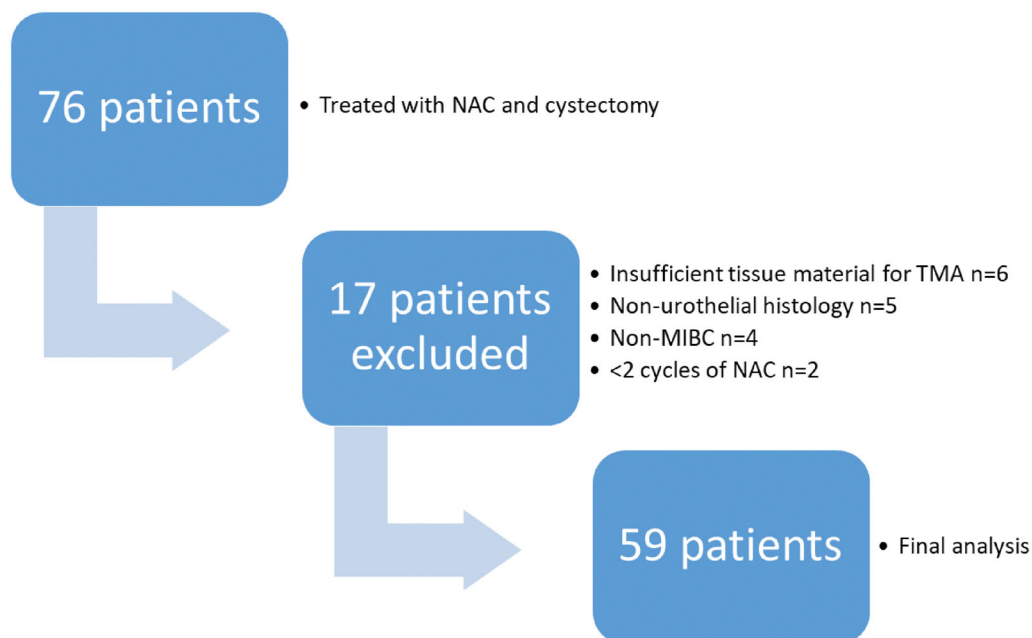 76 patients
• Treated with NAC and cystectomy
17 patients
excluded
• Insufficient tissue material for TMA n=6
• Non-urothelial histology n=5
• Non-MIBC n=4
• <2 cycles of NAC n=2
59 patients
• Final analysis